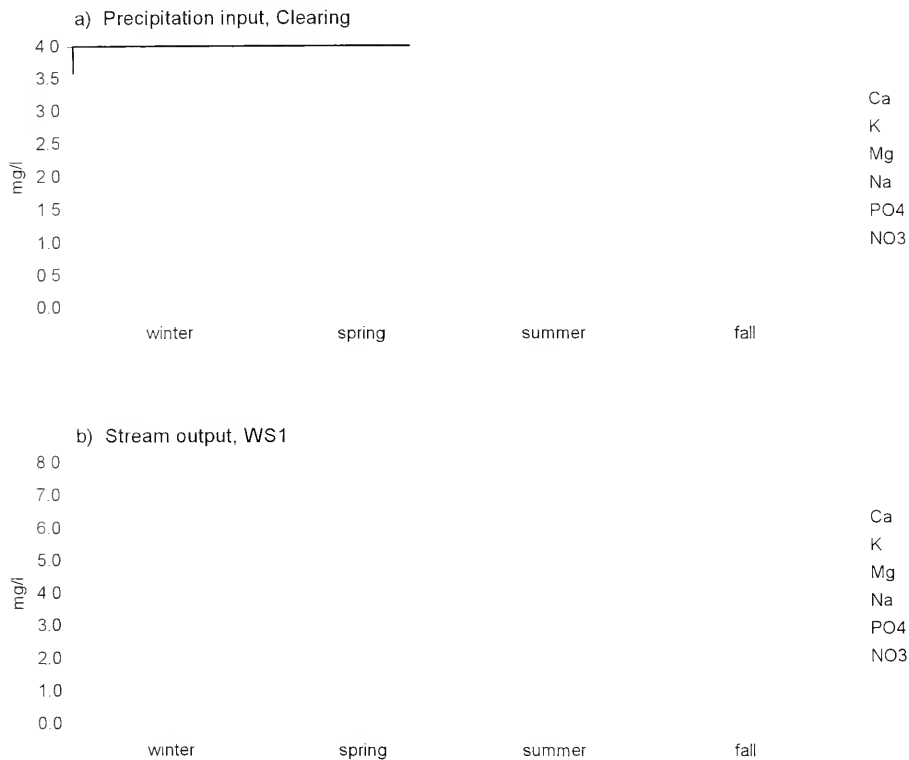 a) Precipitation input, Clearing
4 0
3.5
3 0
2.5
2 0
1 5
1.0
0 5
0.0
mg/l
winter spring summer fall
Ca
K
Mg
Na
PO4
NO3
b) Stream output, WS1
8 0
7.0
6.0
5.0
4 0
3.0
2.0
1.0
0.0
mg/l
winter spring summer fall
Ca
K
Mg
Na
PO4
NO3